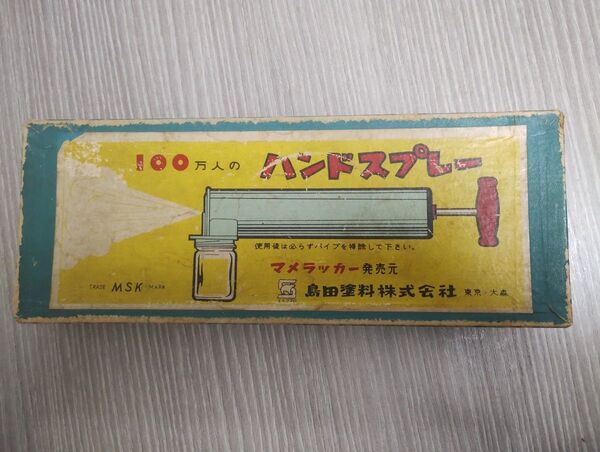 100万人の ハンドスプレー
使用後は必らずパイプを掃除して下さい。
マメラッカー発売元
島田塗料株式会社 東京・大森
TRADE MSK MARK